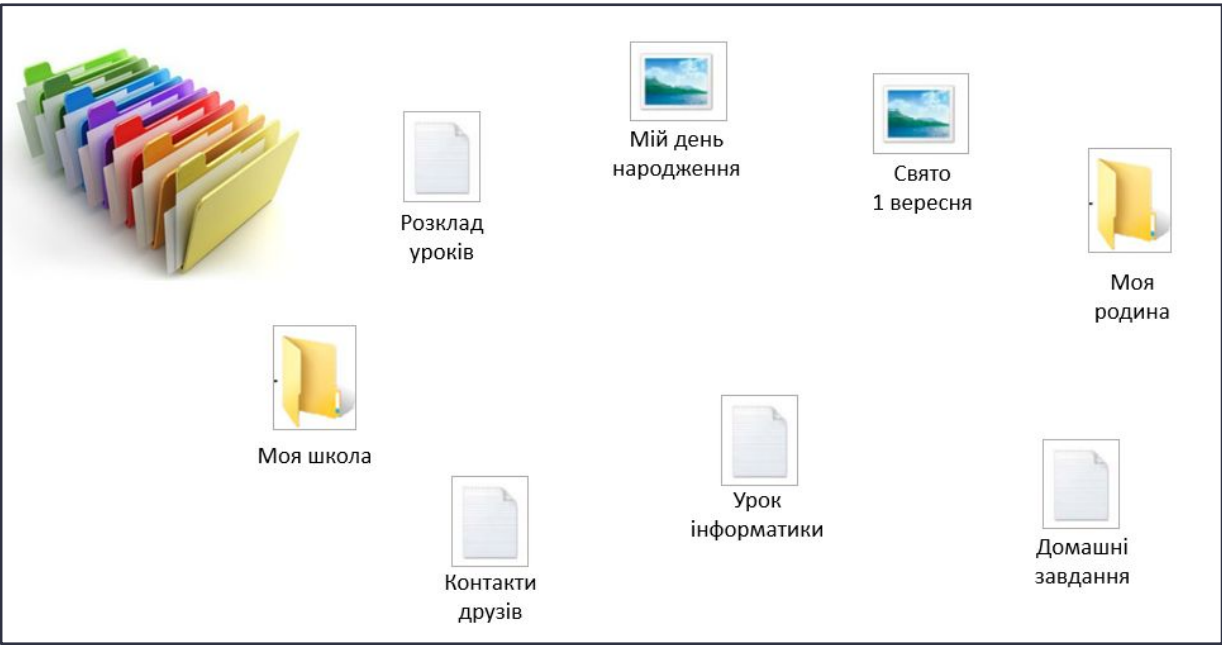 Мій день
народження
Свято
1 вересня
Розклад
уроків
Моя
родина
Моя школа
Урок
інформатики
Домашні
завдання
Контакти
друзів